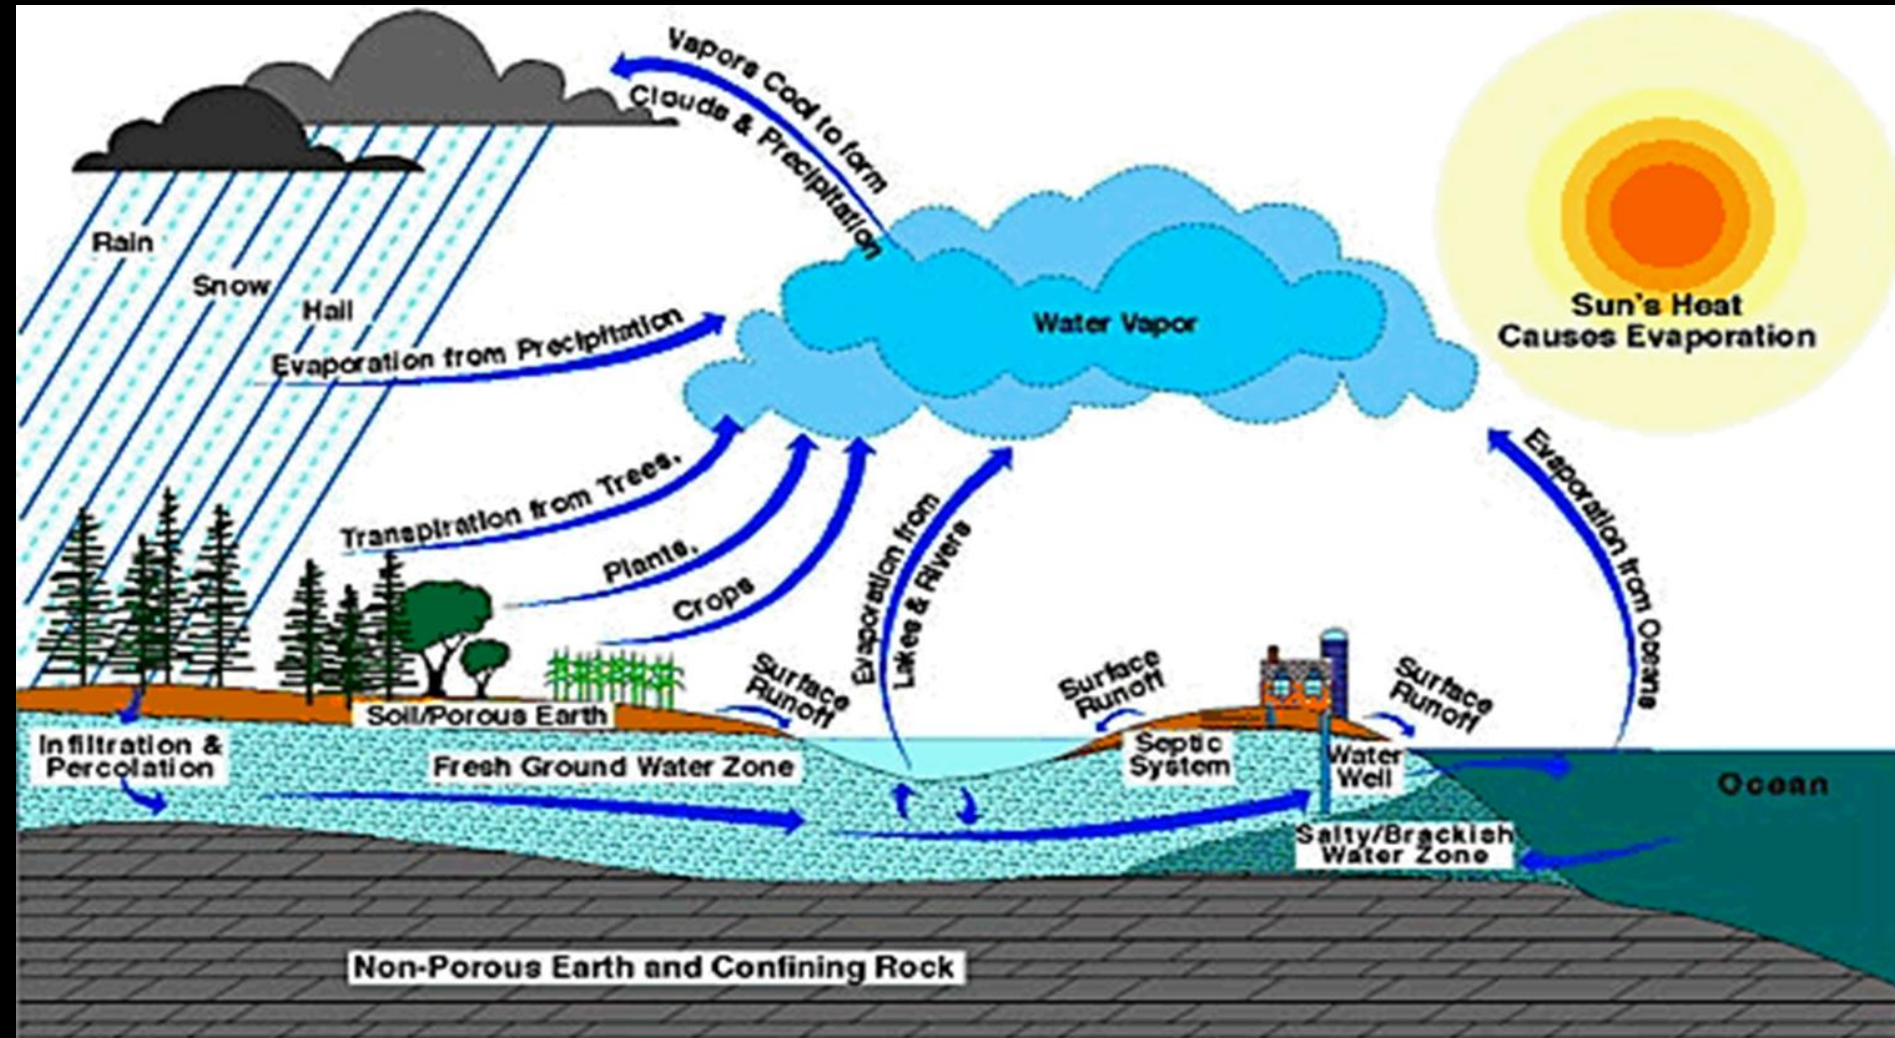 Vapors Cool to form
Clouds & Precipitation
Rain
Snow
Hail
Evaporation from Precipitation
Water Vapor
Sun's Heat
Causes Evaporation
Transpiration from Trees,
Plants,
Crops
Evaporation from
Lakes & Rivers
Evaporation from Oceans
Surface
Runoff
Surface
Runoff
Surface
Runoff
Soil/Porous Earth
Infiltration &
Percolation
Fresh Ground Water Zone
Septic
System
Water
Well
Ocean
Salty/Brackish
Water Zone
Non-Porous Earth and Confining Rock